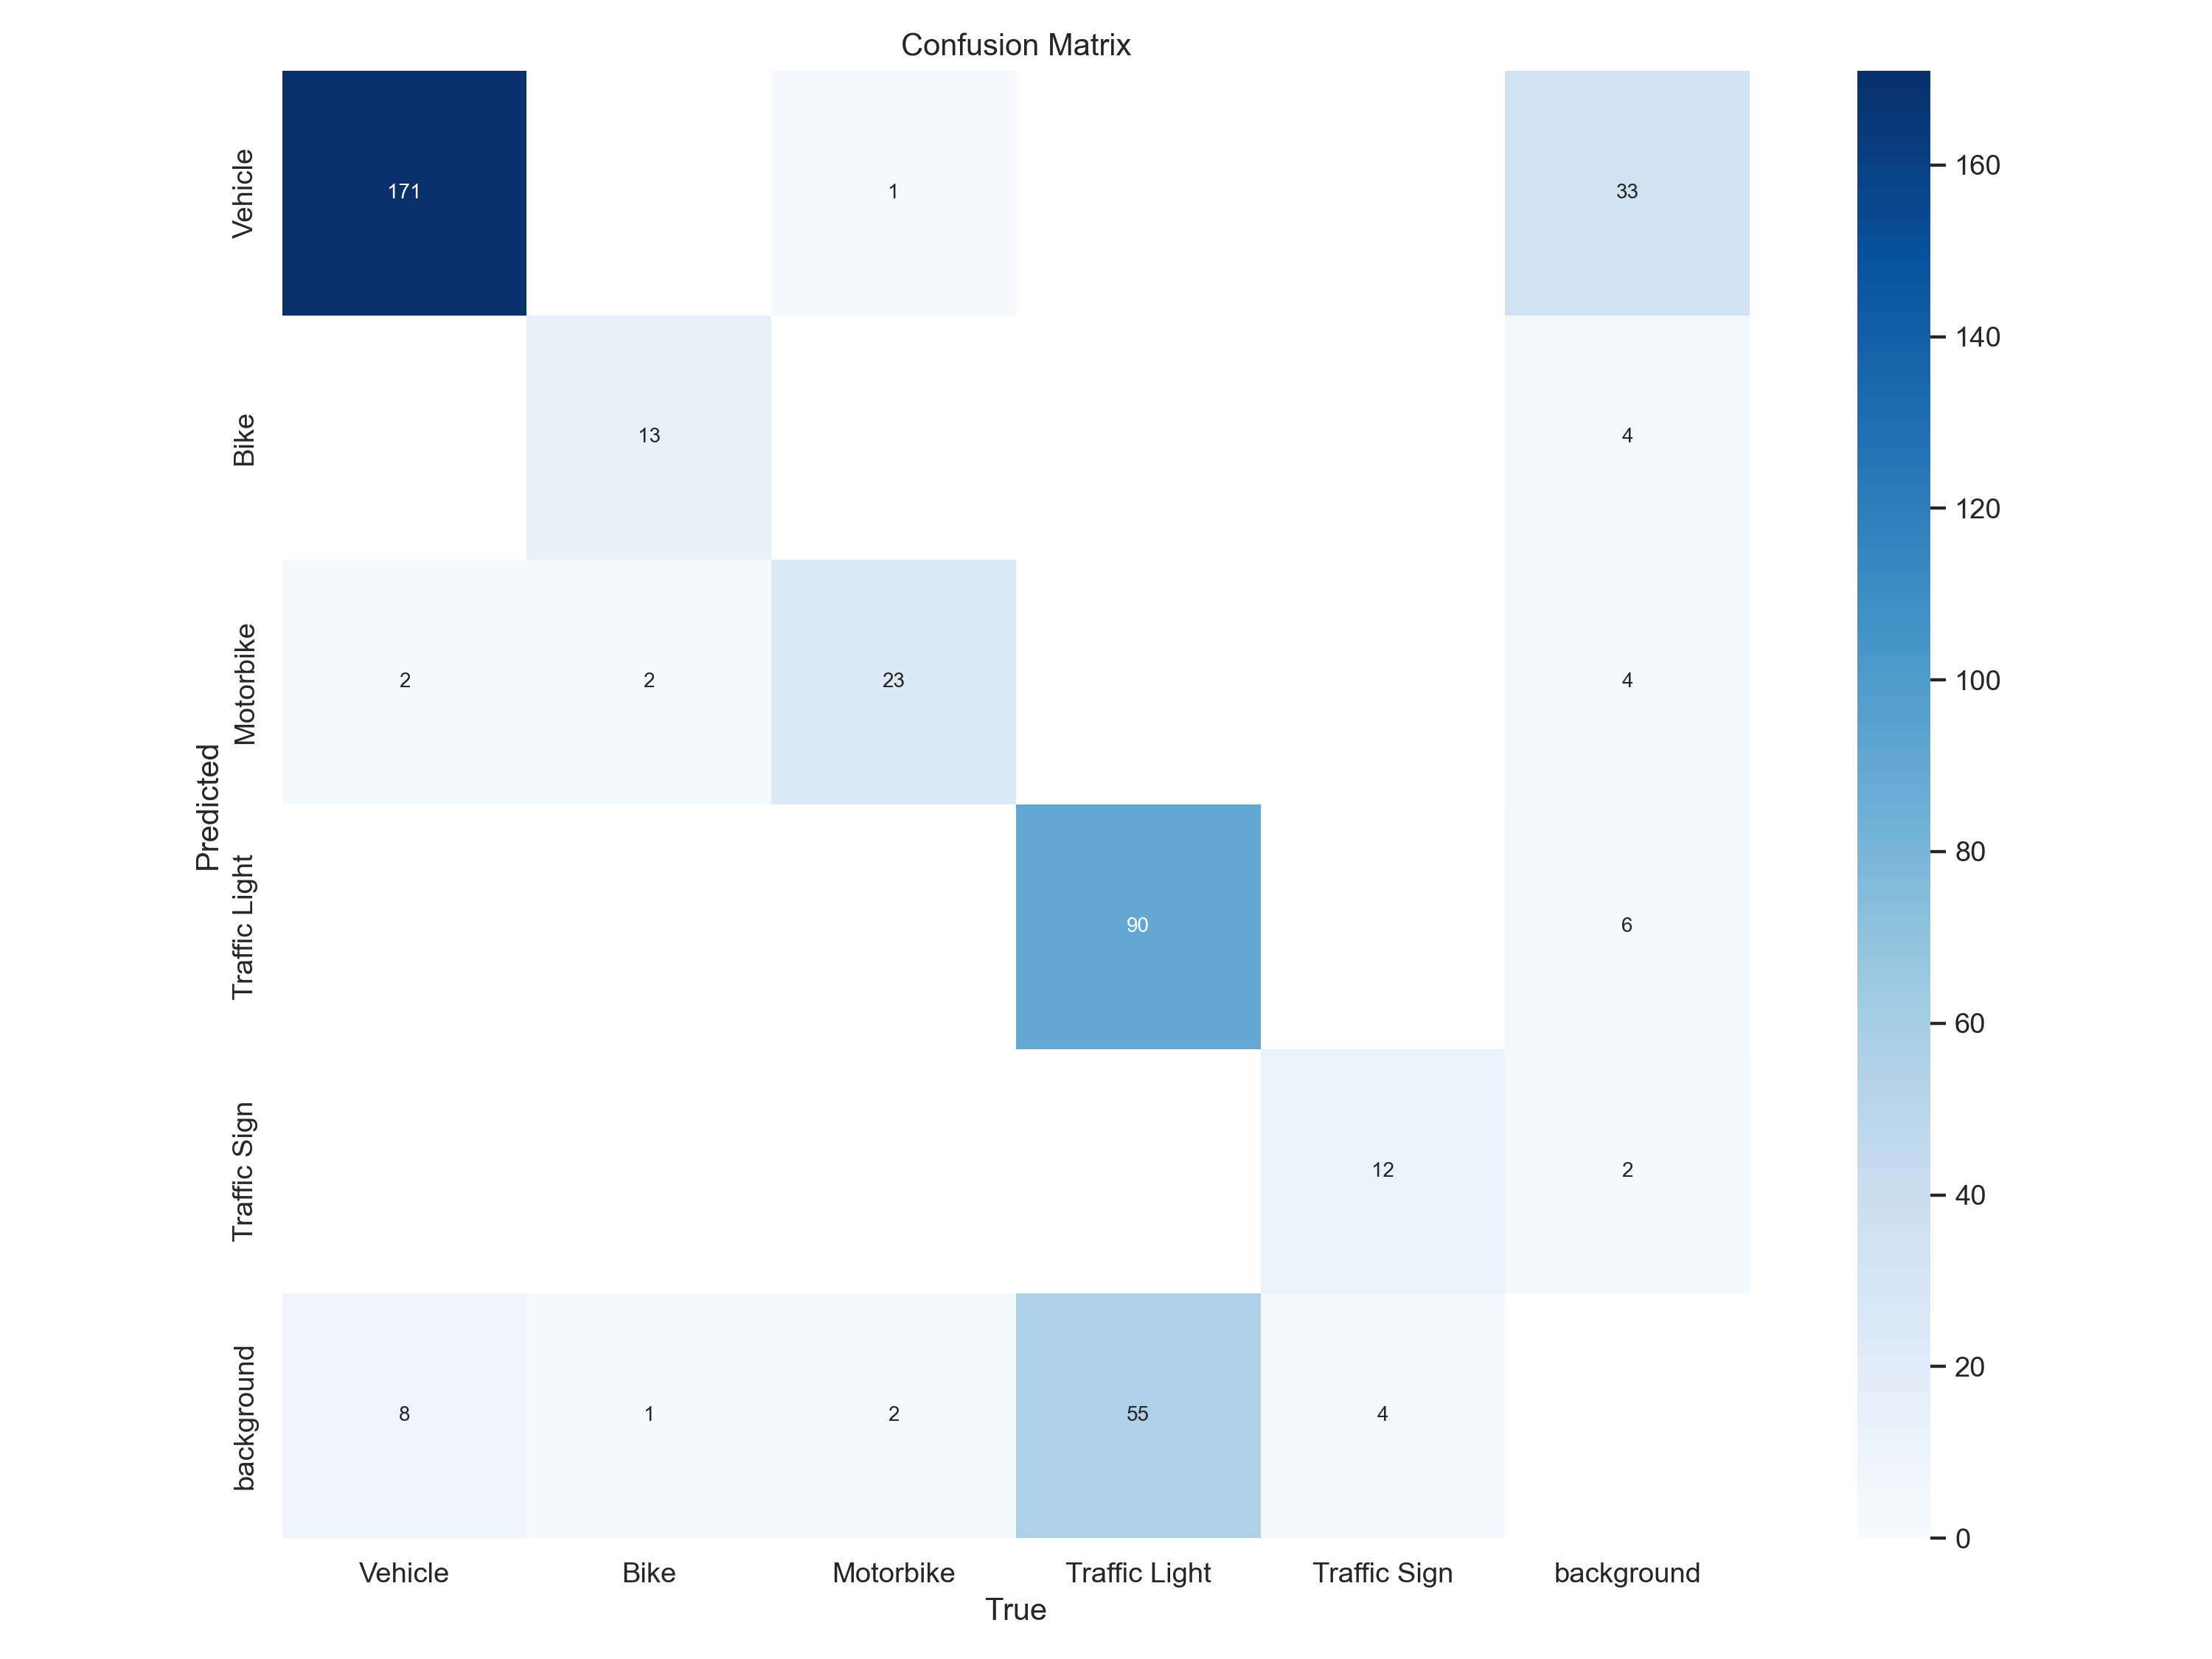 Confusion Matrix
Vehicle
171
1
33
160
140
Bike
13
4
120
Motorbike
2
2
23
4
100
Predicted
Traffic Light
90
6
80
60
Traffic Sign
12
2
40
background
8
1
2
55
4
20
0
Vehicle
Bike
Motorbike
Traffic Light
Traffic Sign
background
True